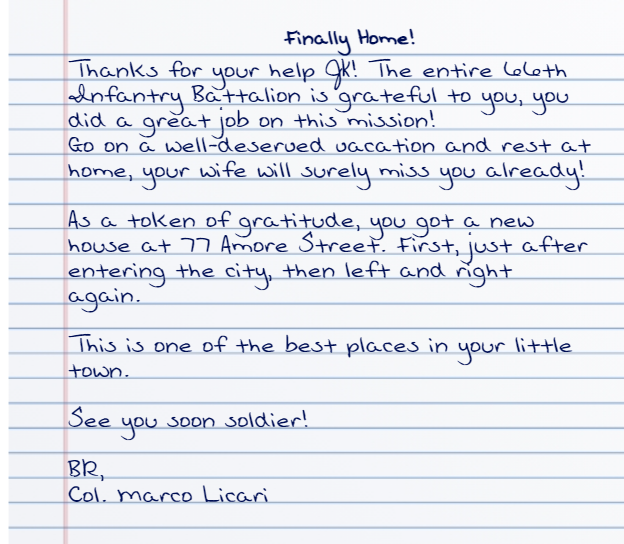 Finally Home!
Thanks for your help JK! The entire 66th
Infantry Battalion is grateful to you, you
did a great job on this mission!
Go on a well-deserved vacation and rest at
home, your wife will surely miss you already!
As a token of gratitude, you got a new
house at 77 Amore Street. First, just after
entering the city, then left and right
again.
This is one of the best places in your little
town.
See you soon soldier!
BR,
Col. Marco Licari